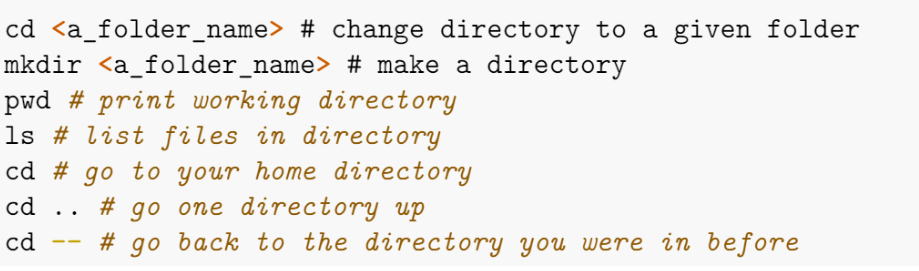 cd <a_folder_name> # change directory to a given folder
mkdir <a_folder_name> # make a directory
pwd # print working directory
ls # list files in directory
cd # go to your home directory
cd .. # go one directory up
cd -- # go back to the directory you were in before